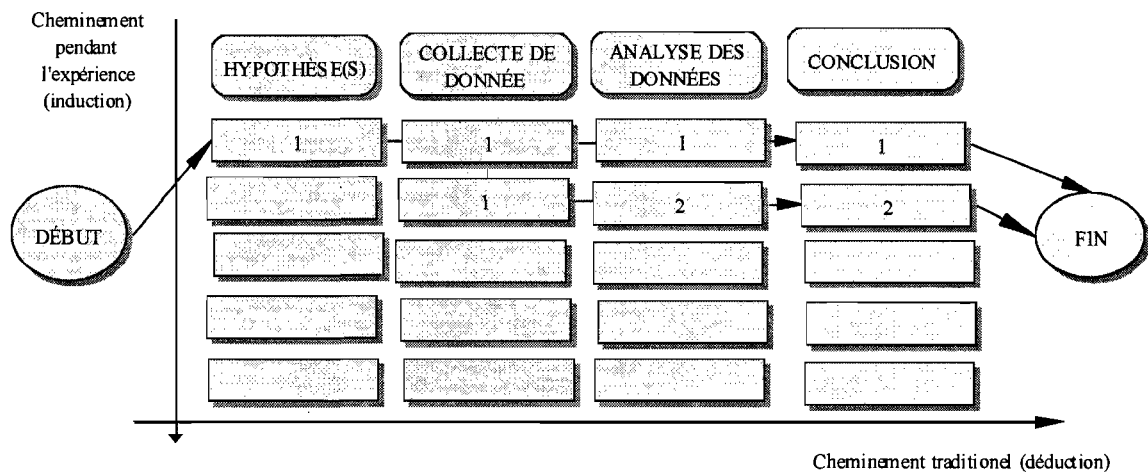 Cheminement
pendant
l'expérience
(induction)
HYPOTHÈSE(S)
COLLECTE DE
DONNÉE
ANALYSE DES
DONNÉES
CONCLUSION
1
1
1
1
1
2
2
DÉBUT
FIN
Cheminement traditionel (déduction)